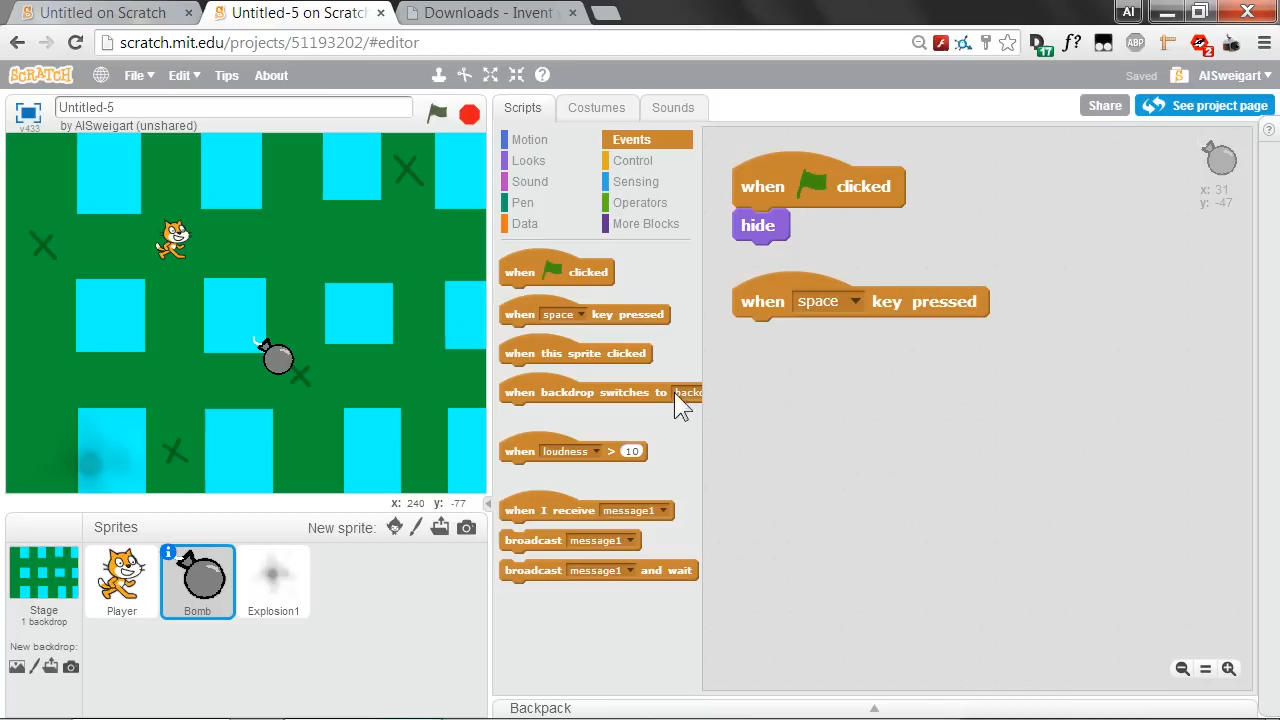 Untitled on Scratch
Untitled-5 on Scratch
Downloads - Invent
AI
scratch.mit.edu/projects/51193202/#editor
17
f?
ABP
2
SCRATCH
File
Edit
Tips
About
Saved
AlSweigart
Untitled-5
by AlSweigart (unshared)
y433
Scripts
Costumes
Sounds
Share
See project page
Motion
Events
Looks
Control
Sound
Sensing
Pen
Operators
Data
More Blocks
when clicked
when space key pressed
when this sprite clicked
when backdrop switches to
when loudness > 10
when I receive message1
broadcast message1
broadcast message1 and wait
when clicked
hide
when space key pressed
x: 31
y: -47
x: 240 y: -77
Sprites
New sprite:
Stage
1 backdrop
New backdrop:
Player
Bomb
Explosion1
Backpack